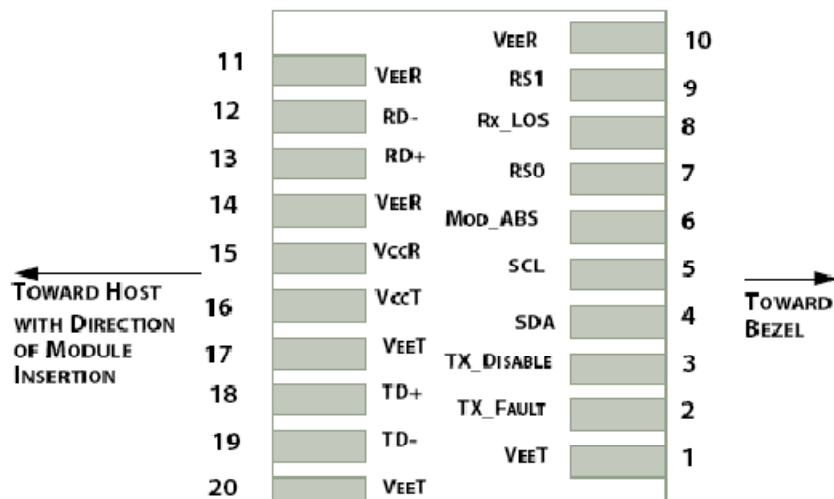 VEER 10
11 VEER
RS1 9
12 RD-
Rx_LOS 8
13 RD+
RS0 7
14 VEER
MOD_ABS 6
15 VCCR
SCL 5
TOWARD HOST
WITH DIRECTION
OF MODULE
INSERTION
TOWARD
BEZEL
16 VCCT
SDA 4
17 VEET
TX_DISABLE 3
18 TD+
TX_FAULT 2
19 TD-
VEET 1
20 VEET